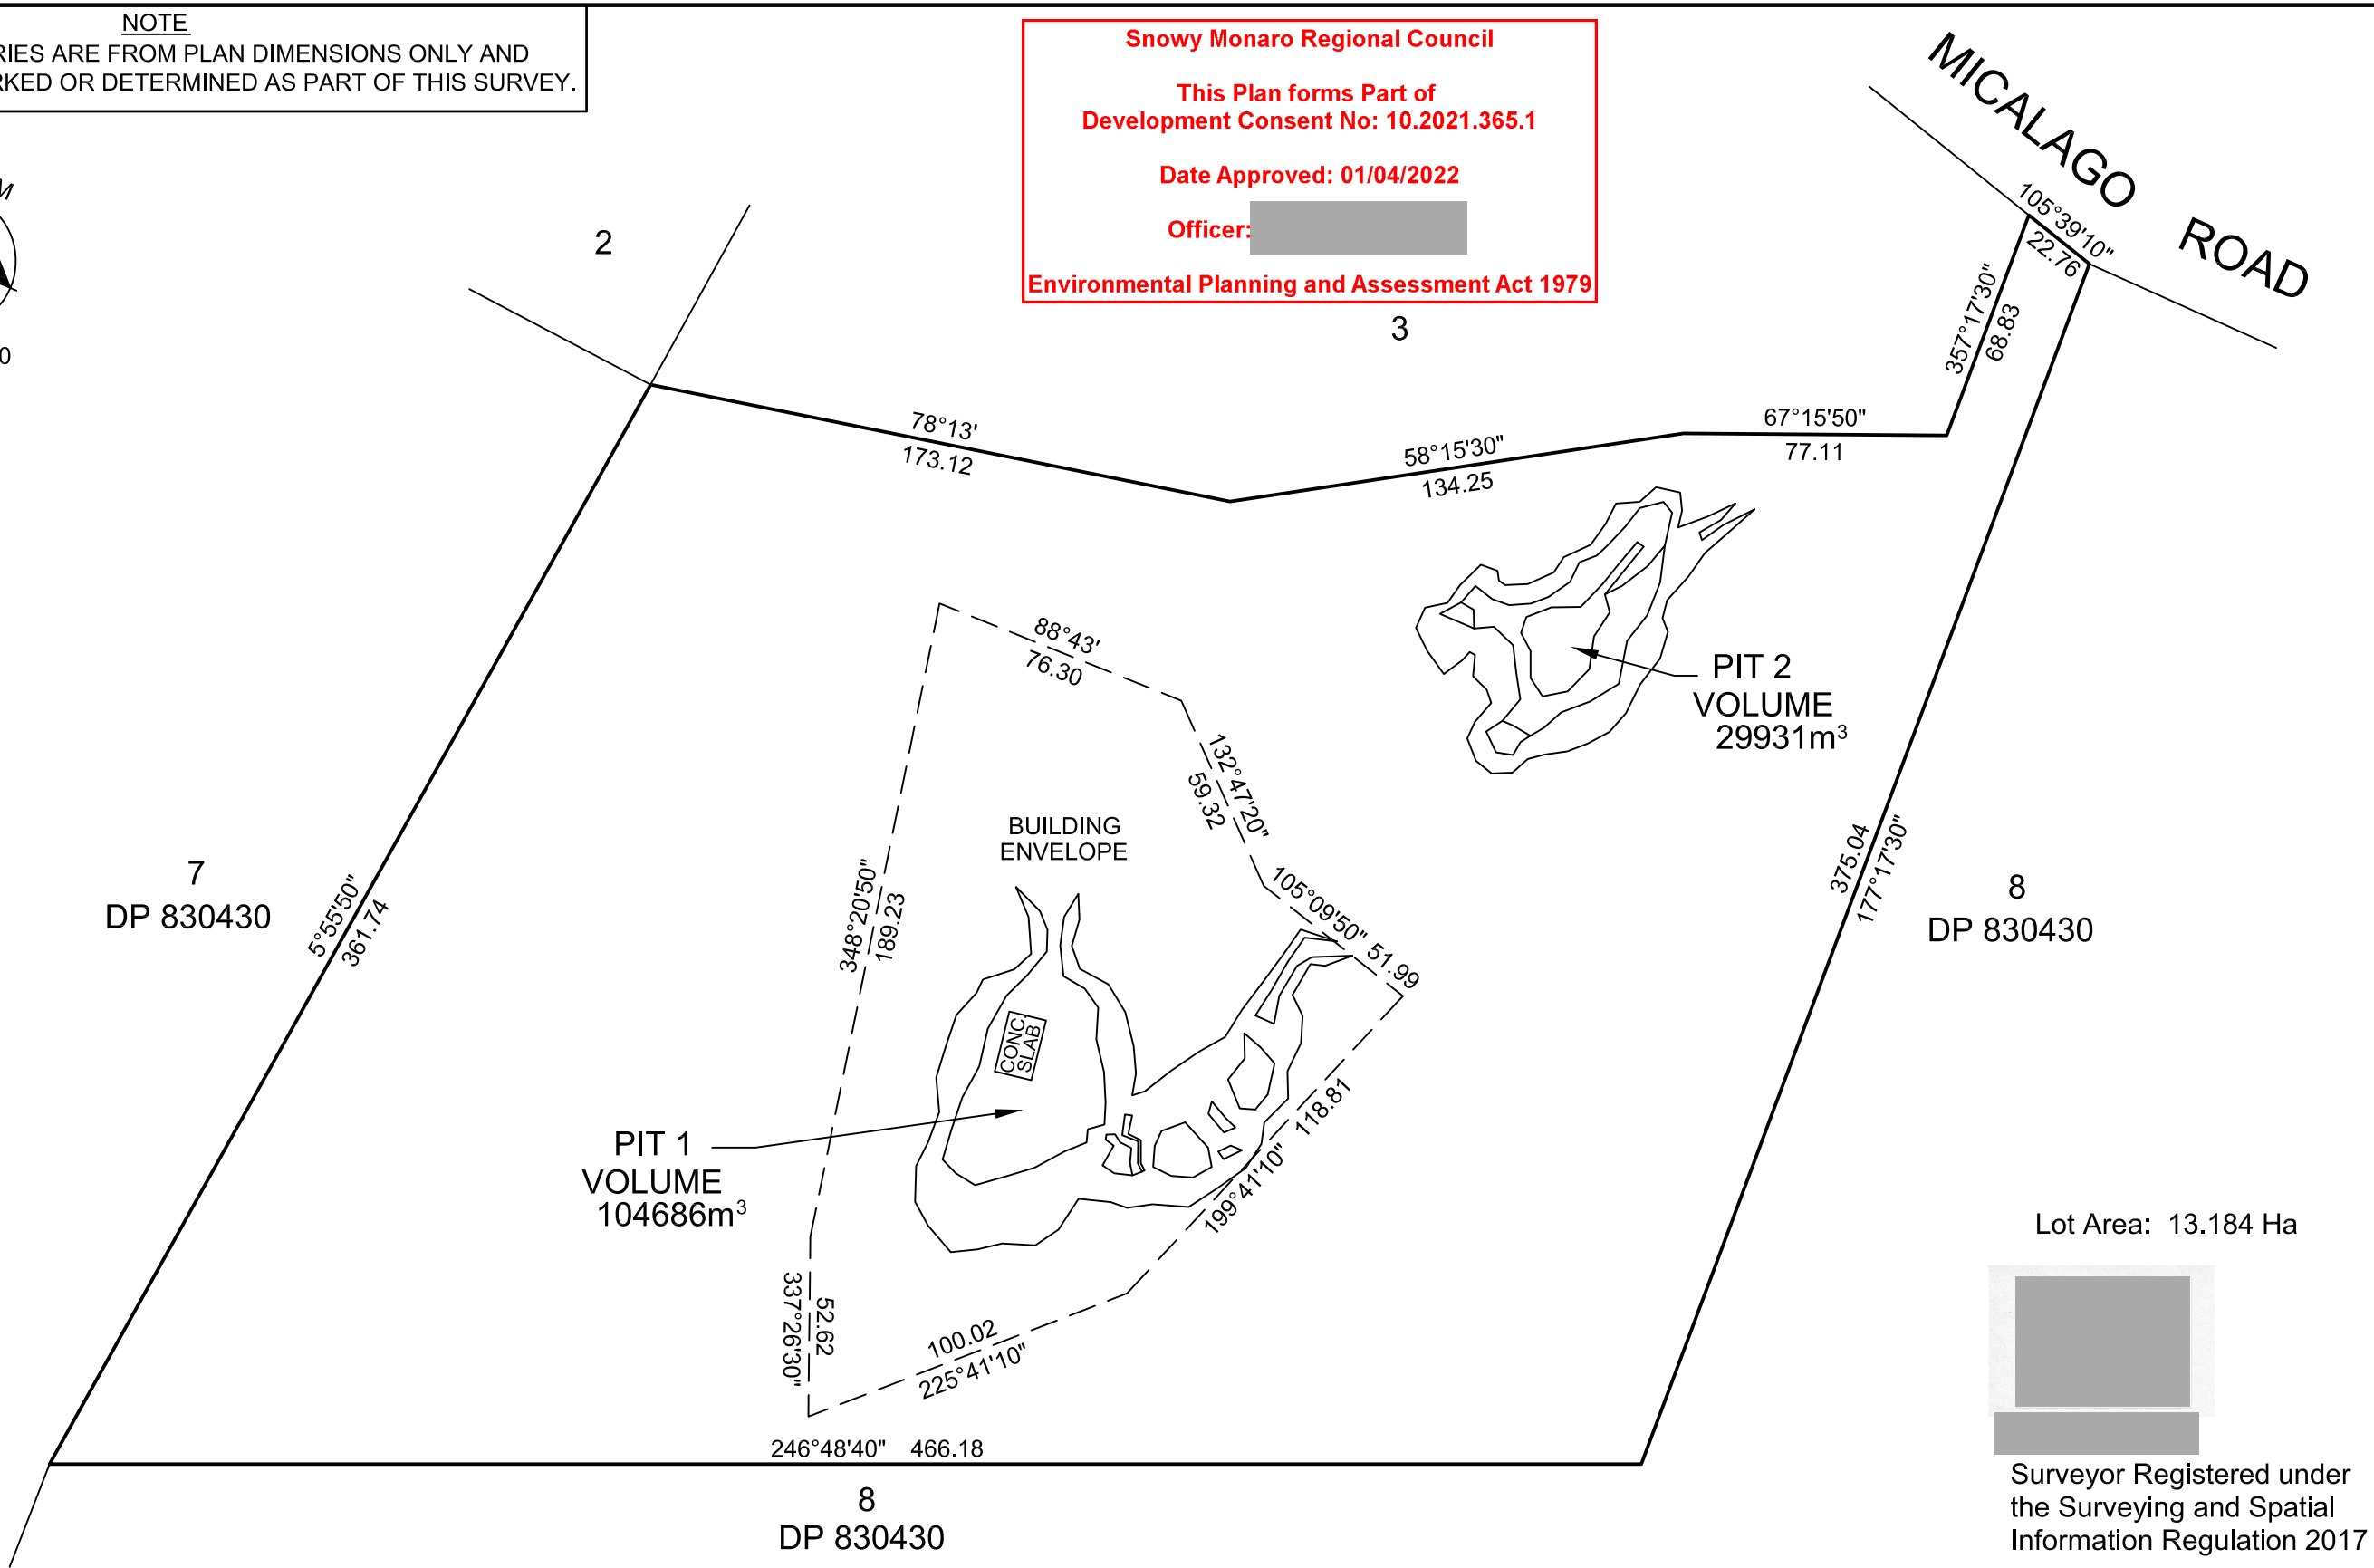 NOTE
RIES ARE FROM PLAN DIMENSIONS ONLY AND
RKED OR DETERMINED AS PART OF THIS SURVEY.
Snowy Monaro Regional Council
This Plan forms Part of
Development Consent No: 10.2021.365.1
Date Approved: 01/04/2022
Officer:
Environmental Planning and Assessment Act 1979
MICALAGO ROAD
105°39'10"
22.76
357°17'30"
68.83
2
3
0
78°13'
173.12
58°15'30"
134.25
67°15'50"
77.11
88°43'
76.30
132°47'20"
59.32
PIT 2
VOLUME
29931m³
BUILDING
ENVELOPE
7
DP 830430
5°55'50"
361.74
348°20'50"
189.23
105°09'50" 51.99
375.04
177°17'30"
8
DP 830430
CONC.
SLAB
PIT 1
VOLUME
104686m³
199°41'10" 118.81
337°26'30"
52.62
100.02
225°41'10"
246°48'40" 466.18
8
DP 830430
Lot Area: 13.184 Ha
Surveyor Registered under
the Surveying and Spatial
Information Regulation 2017